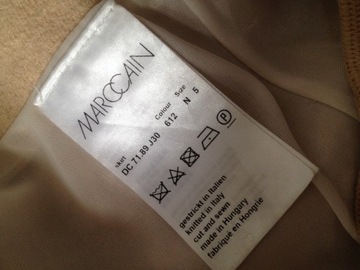 MARCCAIN
Colour Size
skirt
DC 71.89 J30 612 N 5
P
gestrickt in Italien
knitted in Italy
cut and sewn
made in Hungary
fabriqué en Hongrie